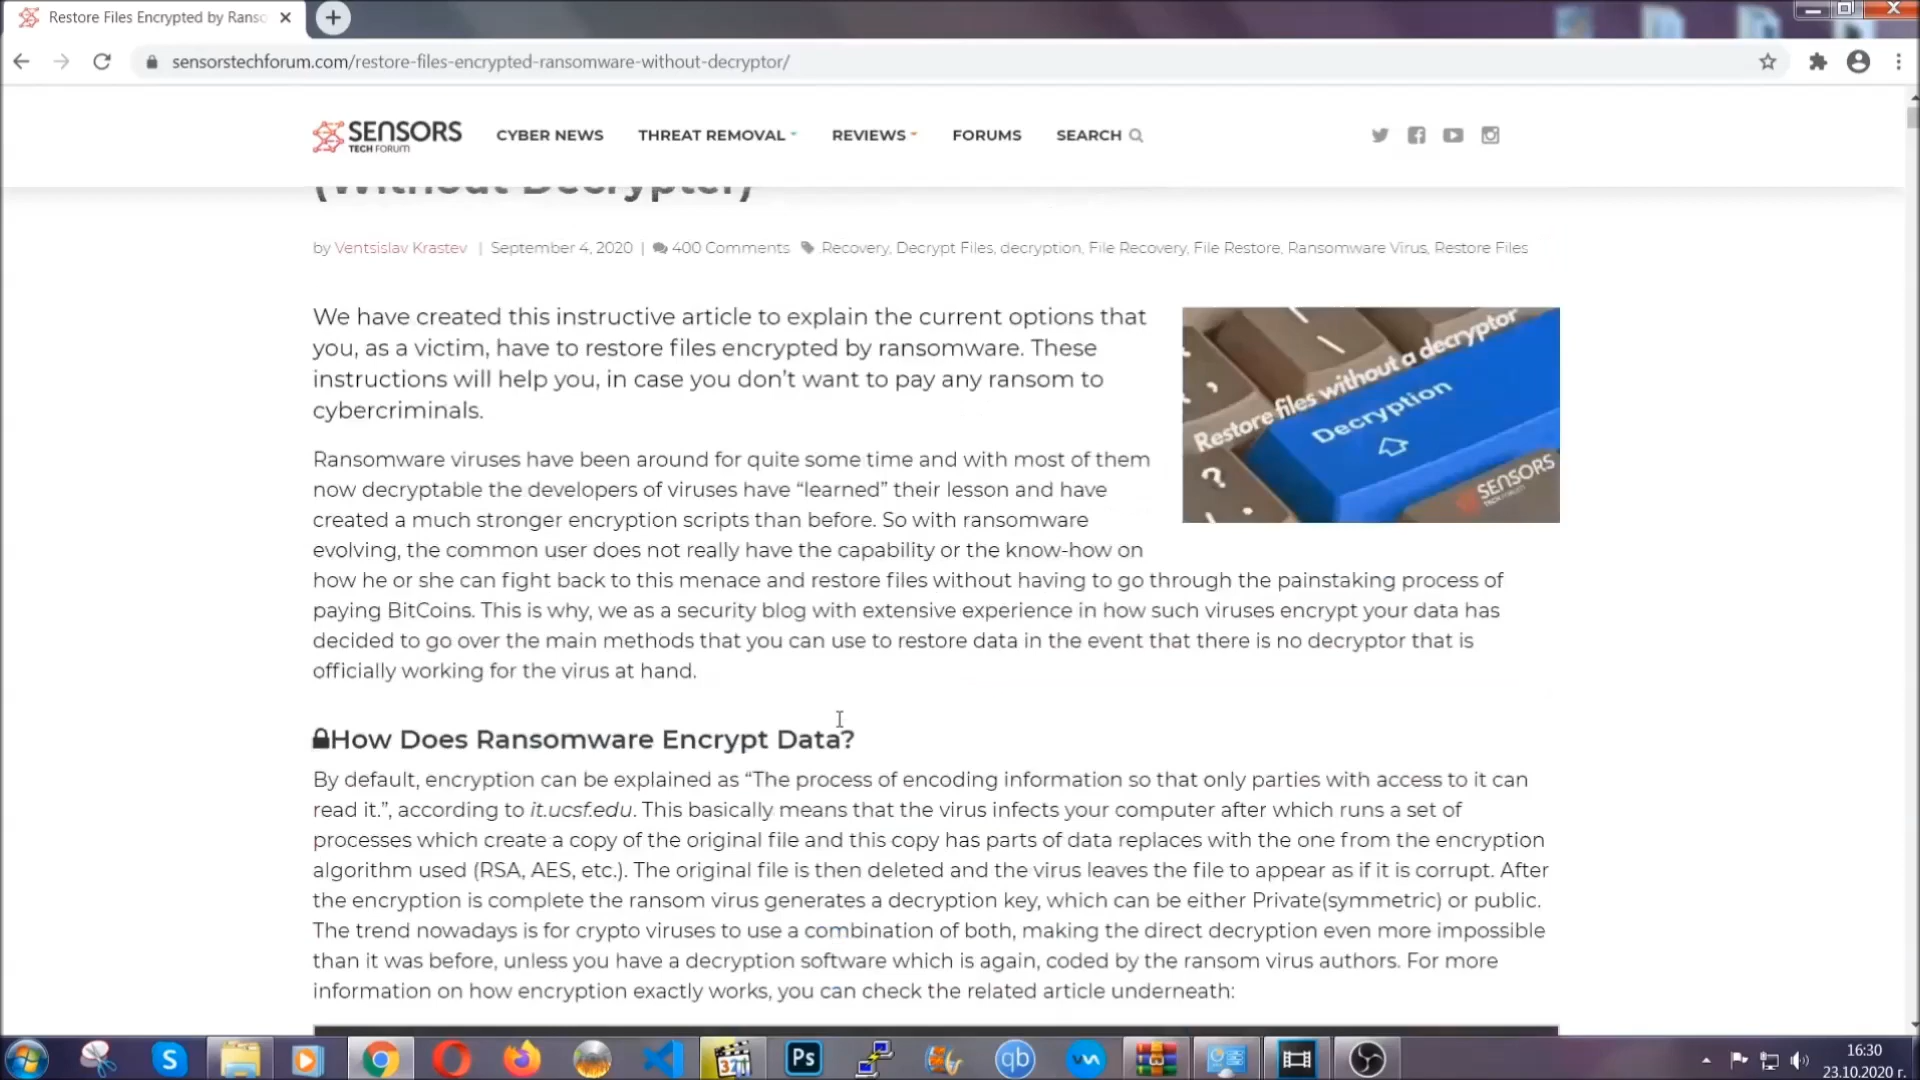 Restore Files Encrypted by Ranso
sensorstechforum.com/restore-files-encrypted-ransomware-without-decryptor/
SENSORS
TECH FORUM
CYBER NEWS THREAT REMOVAL REVIEWS FORUMS SEARCH
(Without Decrypter)
by Ventsislav Krastev | September 4, 2020 | 400 Comments Recovery, Decrypt Files, decryption, File Recovery, File Restore, Ransomware Virus, Restore Files
We have created this instructive article to explain the current options that
you, as a victim, have to restore files encrypted by ransomware. These
instructions will help you, in case you don’t want to pay any ransom to
cybercriminals.
Restore files without a decryptor
Decryption
SENSORS
Ransomware viruses have been around for quite some time and with most of them
now decryptable the developers of viruses have “learned” their lesson and have
created a much stronger encryption scripts than before. So with ransomware
evolving, the common user does not really have the capability or the know-how on
how he or she can fight back to this menace and restore files without having to go through the painstaking process of
paying BitCoins. This is why, we as a security blog with extensive experience in how such viruses encrypt your data has
decided to go over the main methods that you can use to restore data in the event that there is no decryptor that is
officially working for the virus at hand.
How Does Ransomware Encrypt Data?
By default, encryption can be explained as “The process of encoding information so that only parties with access to it can
read it.”, according to it.ucsf.edu. This basically means that the virus infects your computer after which runs a set of
processes which create a copy of the original file and this copy has parts of data replaces with the one from the encryption
algorithm used (RSA, AES, etc.). The original file is then deleted and the virus leaves the file to appear as if it is corrupt. After
the encryption is complete the ransom virus generates a decryption key, which can be either Private(symmetric) or public.
The trend nowadays is for crypto viruses to use a combination of both, making the direct decryption even more impossible
than it was before, unless you have a decryption software which is again, coded by the ransom virus authors. For more
information on how encryption exactly works, you can check the related article underneath:
S
321
Ps
qb
16:30
23.10.2020 г.